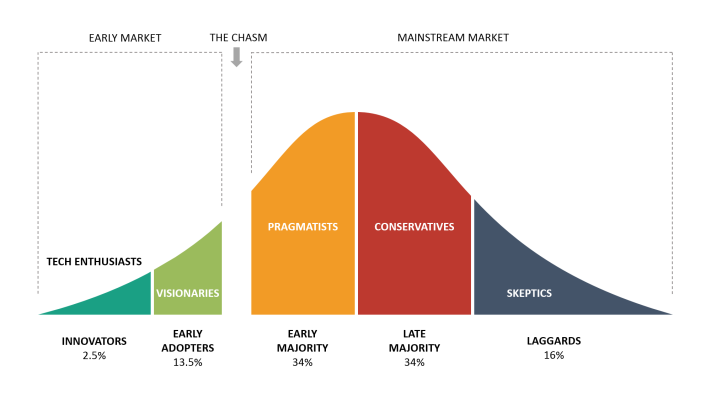 EARLY MARKET
THE CHASM
MAINSTREAM MARKET
TECH ENTHUSIASTS
VISIONARIES
PRAGMATISTS
CONSERVATIVES
SKEPTICS
INNOVATORS
2.5%
EARLY
ADOPTERS
13.5%
EARLY
MAJORITY
34%
LATE
MAJORITY
34%
LAGGARDS
16%